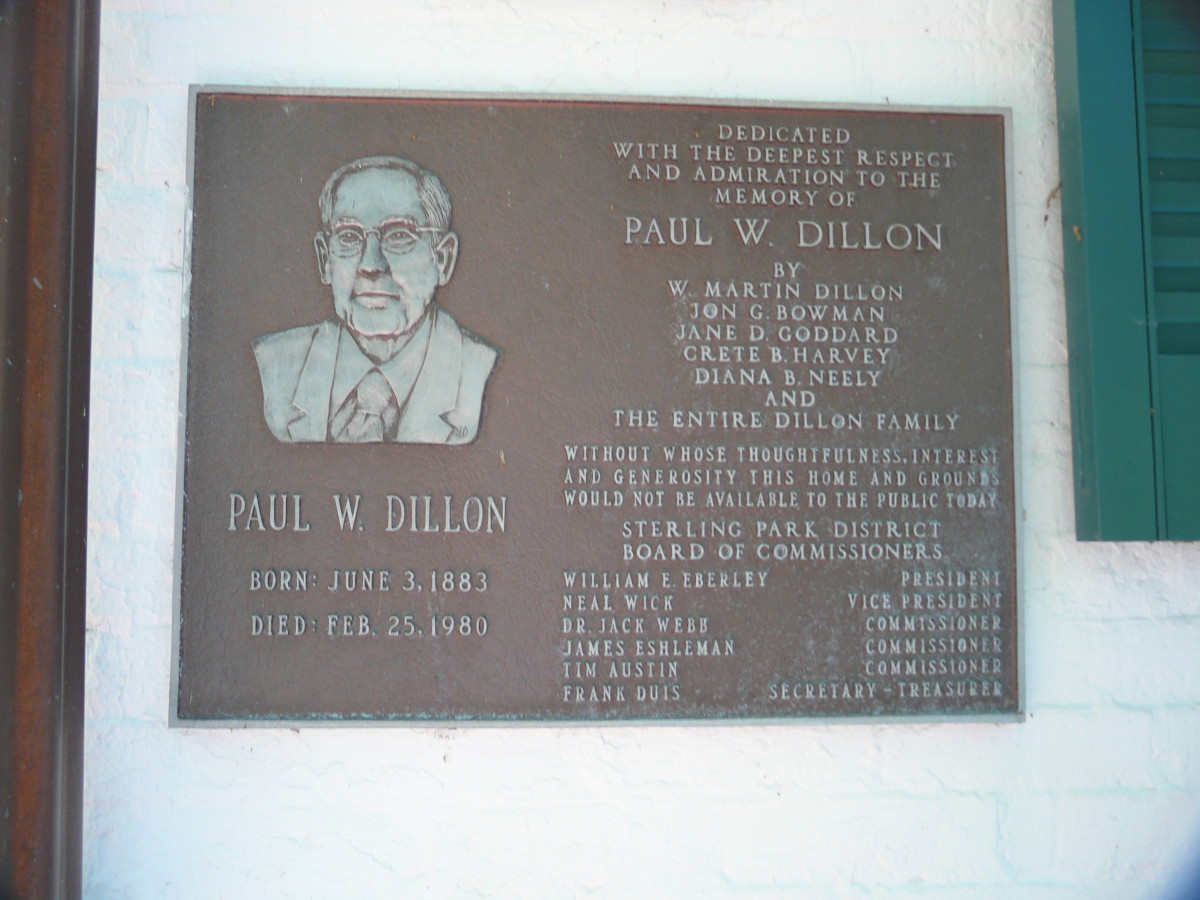 PAUL W. DILLON
BORN: JUNE 3, 1883
DIED: FEB. 25, 1980
DEDICATED
WITH THE DEEPEST RESPECT
AND ADMIRATION TO THE
MEMORY OF
PAUL W. DILLON
BY
W. MARTIN DILLON
JON G. BOWMAN
JANE D. GODDARD
CRETE B. HARVEY
DIANA B. NEELY
AND
THE ENTIRE DILLON FAMILY
WITHOUT WHOSE THOUGHTFULNESS, INTEREST
AND GENEROSITY THIS HOME AND GROUNDS
WOULD NOT BE AVAILABLE TO THE PUBLIC TODAY
STERLING PARK DISTRICT
BOARD OF COMMISSIONERS
WILLIAM E. EBERLEY PRESIDENT
NEAL WICK VICE PRESIDENT
DR. JACK WEBB COMMISSIONER
JAMES ESHLEMAN COMMISSIONER
TIM AUSTIN COMMISSIONER
FRANK DUIS SECRETARY-TREASURER